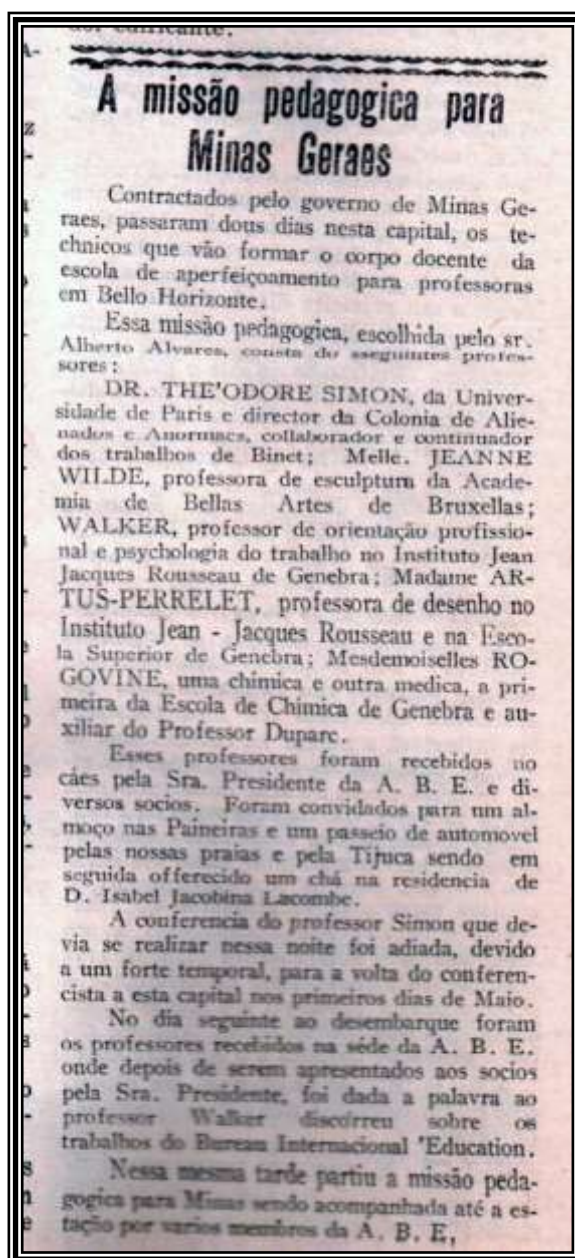 dor edificante.
A missão pedagogica para
Minas Geraes
Contractados pelo governo de Minas Ge-
raes, passaram dous dias nesta capital, os te-
chnicos que vão formar o corpo docente da
escola de aperfeiçoamento para professoras
em Bello Horizonte.
Essa missão pedagogica, escolhida pelo sr.
Alberto Alvares, consta do sseguintes profes-
sores:
DR. THE'ODORE SIMON, da Univer-
sidade de Paris e director da Colonia de Alie-
nados e Anormaes, collaborador e continuador
dos trabalhos de Binet; Melle. JEANNE
WILDE, professora de esculptura da Acade-
mia de Bellas Artes de Bruxellas;
WALKER, professor de orientação profissio-
nal e psychologia do trabalho no Instituto Jean
Jacques Rousseau de Genebra; Madame AR-
TUS-PERRELET, professora de desenho no
Instituto Jean - Jacques Rousseau e na Esco-
la Superior de Genebra; Mesdemoiselles RO-
GOVINE, uma chimica e outra medica, a pri-
meira da Escola de Chimica de Genebra e au-
xiliar do Professor Duparc.
Esses professores foram recebidos no
cáes pela Sra. Presidente da A. B. E. e di-
versos socios. Foram convidados para um al-
moço nas Paineiras e um passeio de automovel
pelas nossas praias e pela Tijuca sendo em
seguida offerecido um chá na residencia de
D. Isabel Jacobina Lacombe.
A conferencia do professor Simon que de-
via se realizar nessa noite foi adiada, devido
a um forte temporal, para a volta do conferen-
cista a esta capital nos primeiros dias de Maio.
No dia seguinte ao desembarque foram
os professores recebidos na séde da A. B. E.
onde depois de serem apresentados aos socios
pela Sra. Presidente, foi dada a palavra ao
professor Walker discorreu sobre os
trabalhos do Bureau Internacional 'Education.
Nessa mesma tarde partiu a missão peda-
gogica para Minas sendo acompanhada até a es-
tação por varios membros da A. B. E,